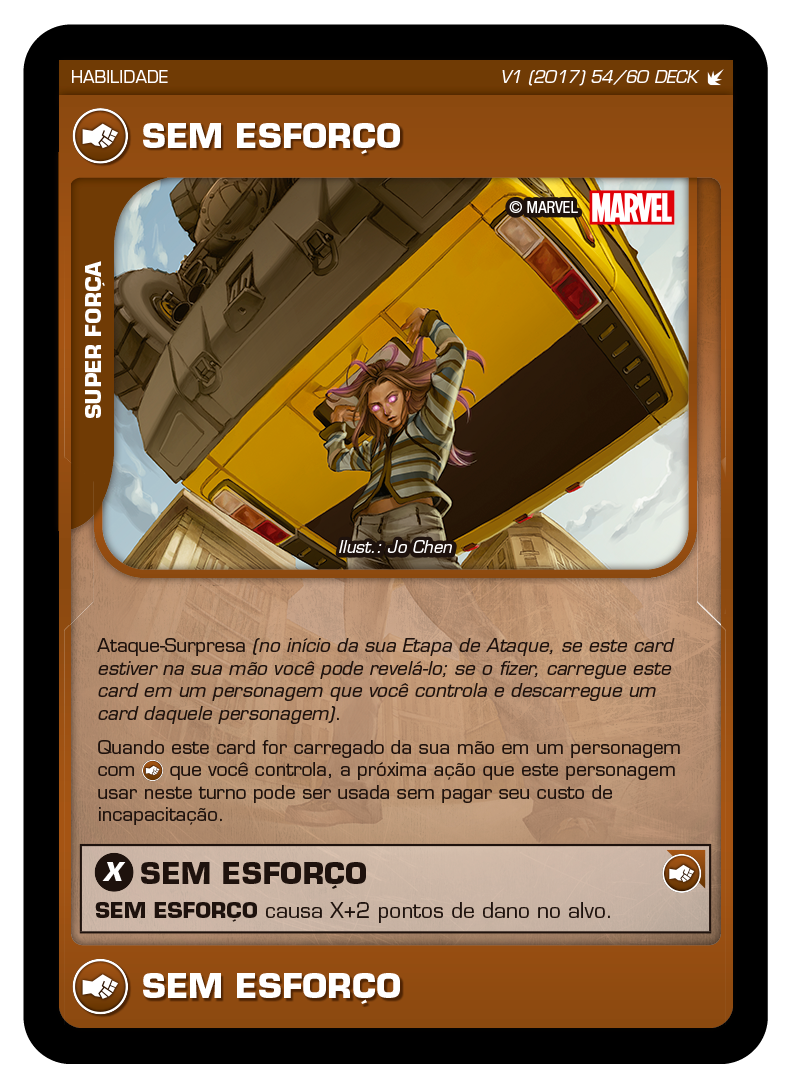 HABILIDADE
V1 (2017) 54/60 DECK
SEM ESFORÇO
© MARVEL MARVEL
SUPER FORÇA
Ilust.: Jo Chen
Ataque-Surpresa (no início da sua Etapa de Ataque, se este card
estiver na sua mão você pode revelá-lo; se o fizer, carregue este
card em um personagem que você controla e descarregue um
card daquele personagem).
Quando este card for carregado da sua mão em um personagem
com que você controla, a próxima ação que este personagem
usar neste turno pode ser usada sem pagar seu custo de
incapacitação.
X SEM ESFORÇO
SEM ESFORÇO causa X+2 pontos de dano no alvo.
SEM ESFORÇO